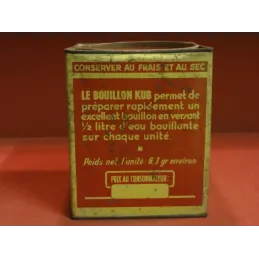 CONSERVER AU FRAIS ET AU SEC
LE BOUILLON KUB permet de
préparer rapidement un
excellent bouillon en versant
½ litre d'eau bouillante
sur chaque unité.
Poids net, l'unité: 6,3 gr environ
PRIX AU CONSOMMATEUR